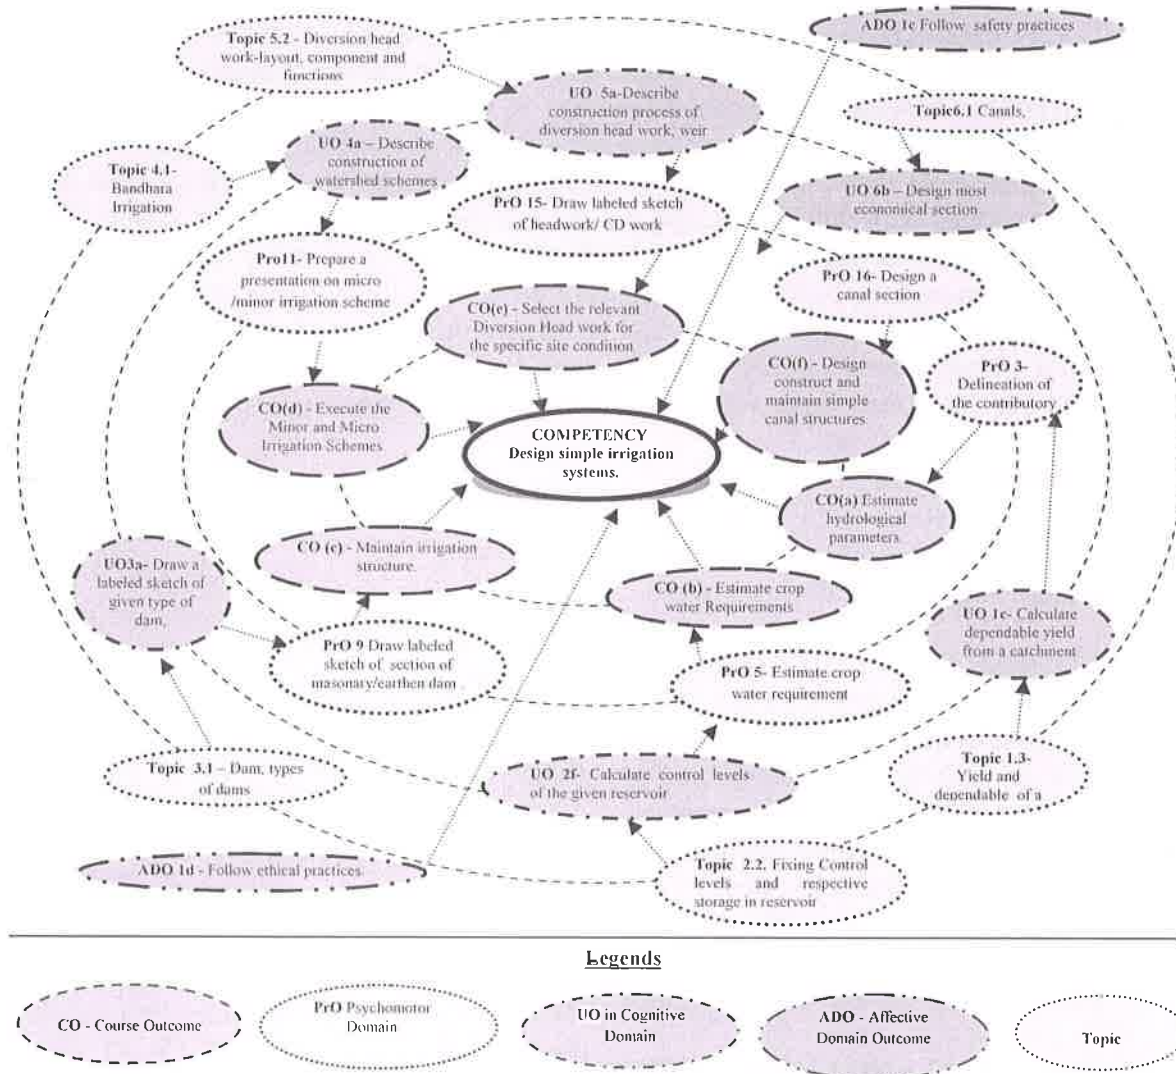 Topic 5.2 - Diversion head
work-layout, component and
functions
ADO 1c Follow safety practices
UO 5a-Describe
construction process of
diversion head work, weir
Topic6.1 Canals,
UO 4a – Describe
construction of
watershed schemes
Topic 4.1-
Bandhara
Irrigation
UO 6b – Design most
economical section
PrO 15- Draw labeled sketch
of headwork/ CD work
Pro11- Prepare a
presentation on micro
/minor irrigation scheme
PrO 16- Design a
canal section
CO(e) - Select the relevant
Diversion Head work for
the specific site condition
CO(f) - Design
construct and
maintain simple
canal structures
PrO 3-
Delineation of
the contributory
CO(d) - Execute the
Minor and Micro
Irrigation Schemes
COMPETENCY
Design simple irrigation
systems.
CO(a) Estimate
hydrological
parameters
CO (c) - Maintain irrigation
structure.
UO3a- Draw a
labeled sketch of
given type of
dam,
CO (b) - Estimate crop
water Requirements
UO 1c- Calculate
dependable yield
from a catchment
PrO 9 Draw labeled
sketch of section of
masonary/earthen dam
PrO 5- Estimate crop
water requirement
Topic 3.1 – Dam, types
of dams
UO 2f- Calculate control levels
of the given reservoir
Topic 1.3-
Yield and
dependable of a
ADO 1d - Follow ethical practices.
Topic 2.2. Fixing Control
levels and respective
storage in reservoir
Legends
CO - Course Outcome
PrO Psychomotor
Domain
UO in Cognitive
Domain
ADO - Affective
Domain Outcome
Topic